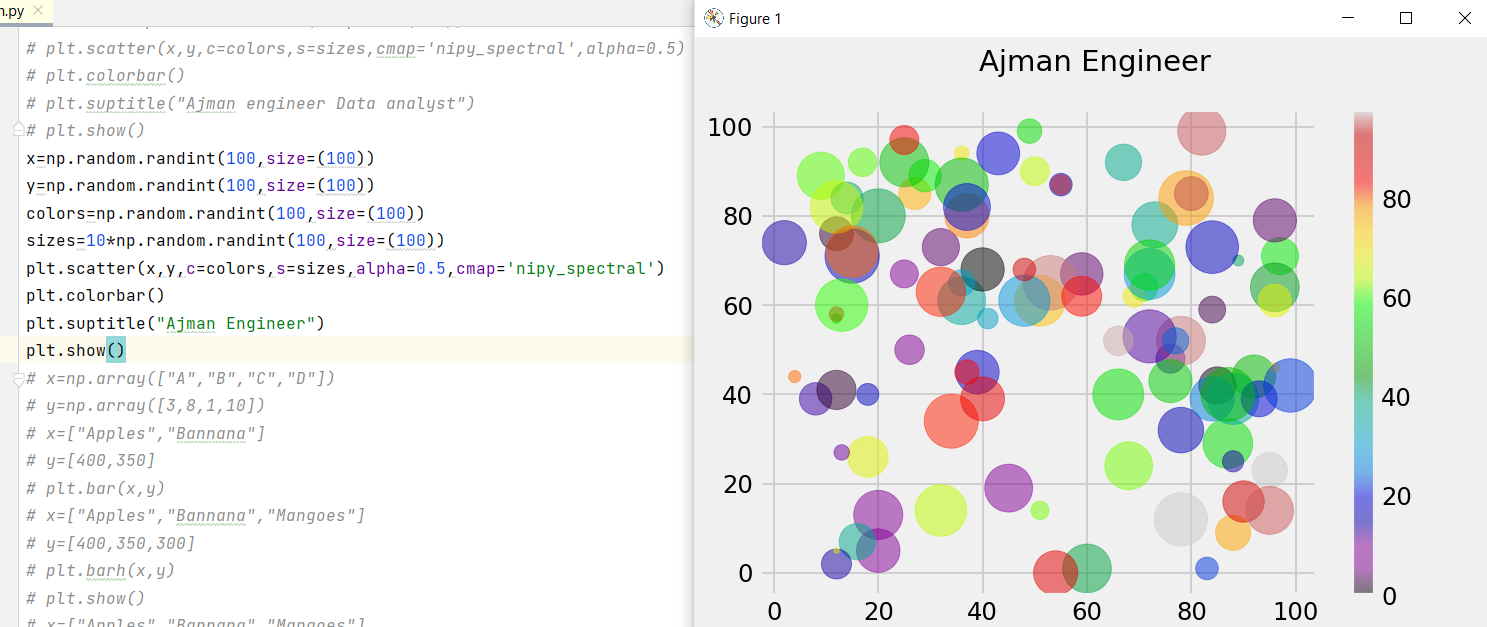 n.py
# plt.scatter(x,y,c=colors,s=sizes,cmap='nipy_spectral',alpha=0.5)
# plt.colorbar()
# plt.suptitle("Ajman engineer Data analyst")
# plt.show()
x=np.random.randint(100,size=(100))
y=np.random.randint(100,size=(100))
colors=np.random.randint(100,size=(100))
sizes=10*np.random.randint(100,size=(100))
plt.scatter(x,y,c=colors,s=sizes,alpha=0.5,cmap='nipy_spectral')
plt.colorbar()
plt.suptitle("Ajman Engineer")
plt.show()
# x=np.array(["A","B","C","D"])
# y=np.array([3,8,1,10])
# x=["Apples","Bannana"]
# y=[400,350]
# plt.bar(x,y)
# x=["Apples","Bannana","Mangoes"]
# y=[400,350,300]
# plt.barh(x,y)
# plt.show()
# x=["Apples","Bannana","Mangoes"]
Figure 1
Ajman Engineer
100
80
60
40
20
0
0 20 40 60 80 100
80
60
40
20
0